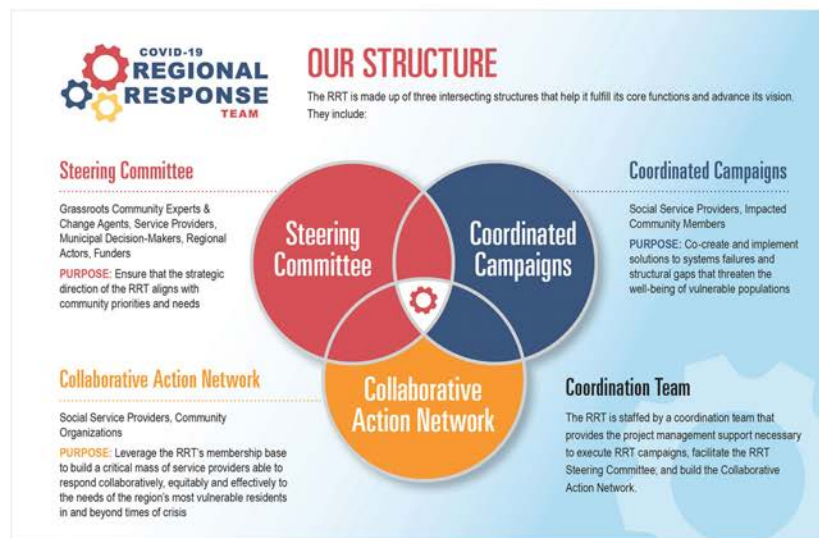 COVID-19
REGIONAL
RESPONSE
TEAM
OUR STRUCTURE
The RRT is made up of three intersecting structures that help it fulfill its core functions and advance its vision.
They include:
Steering Committee
Grassroots Community Experts &
Change Agents, Service Providers,
Municipal Decision-Makers, Regional
Actors, Funders
PURPOSE: Ensure that the strategic
direction of the RRT aligns with
community priorities and needs
Steering
Committee
Coordinated
Campaigns
Collaborative
Action Network
Coordinated Campaigns
Social Service Providers, Impacted
Community Members
PURPOSE: Co-create and implement
solutions to systems failures and
structural gaps that threaten the
well-being of vulnerable populations
Collaborative Action Network
Social Service Providers, Community
Organizations
PURPOSE: Leverage the RRT's membership base
to build a critical mass of service providers able to
respond collaboratively, equitably and effectively to
the needs of the region's most vulnerable residents
in and beyond times of crisis
Coordination Team
The RRT is staffed by a coordination team that
provides the project management support necessary
to execute RRT campaigns, facilitate the RRT
Steering Committee, and build the Collaborative
Action Network.